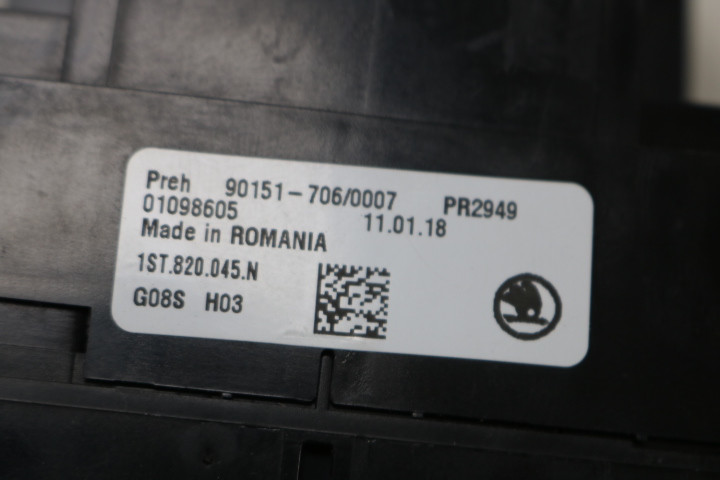 Preh 90151-706/0007 PR2949
01098605 11.01.18
Made in ROMANIA
1ST.820.045.N
G08S H03